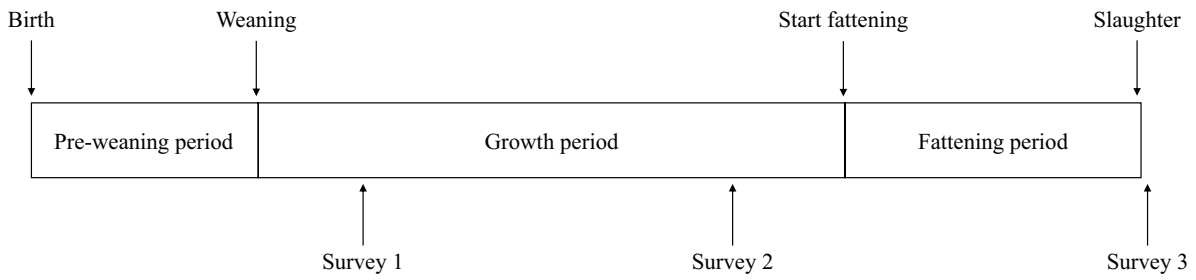 Birth
Weaning
Start fattening
Slaughter
Pre-weaning period
Growth period
Fattening period
Survey 1
Survey 2
Survey 3